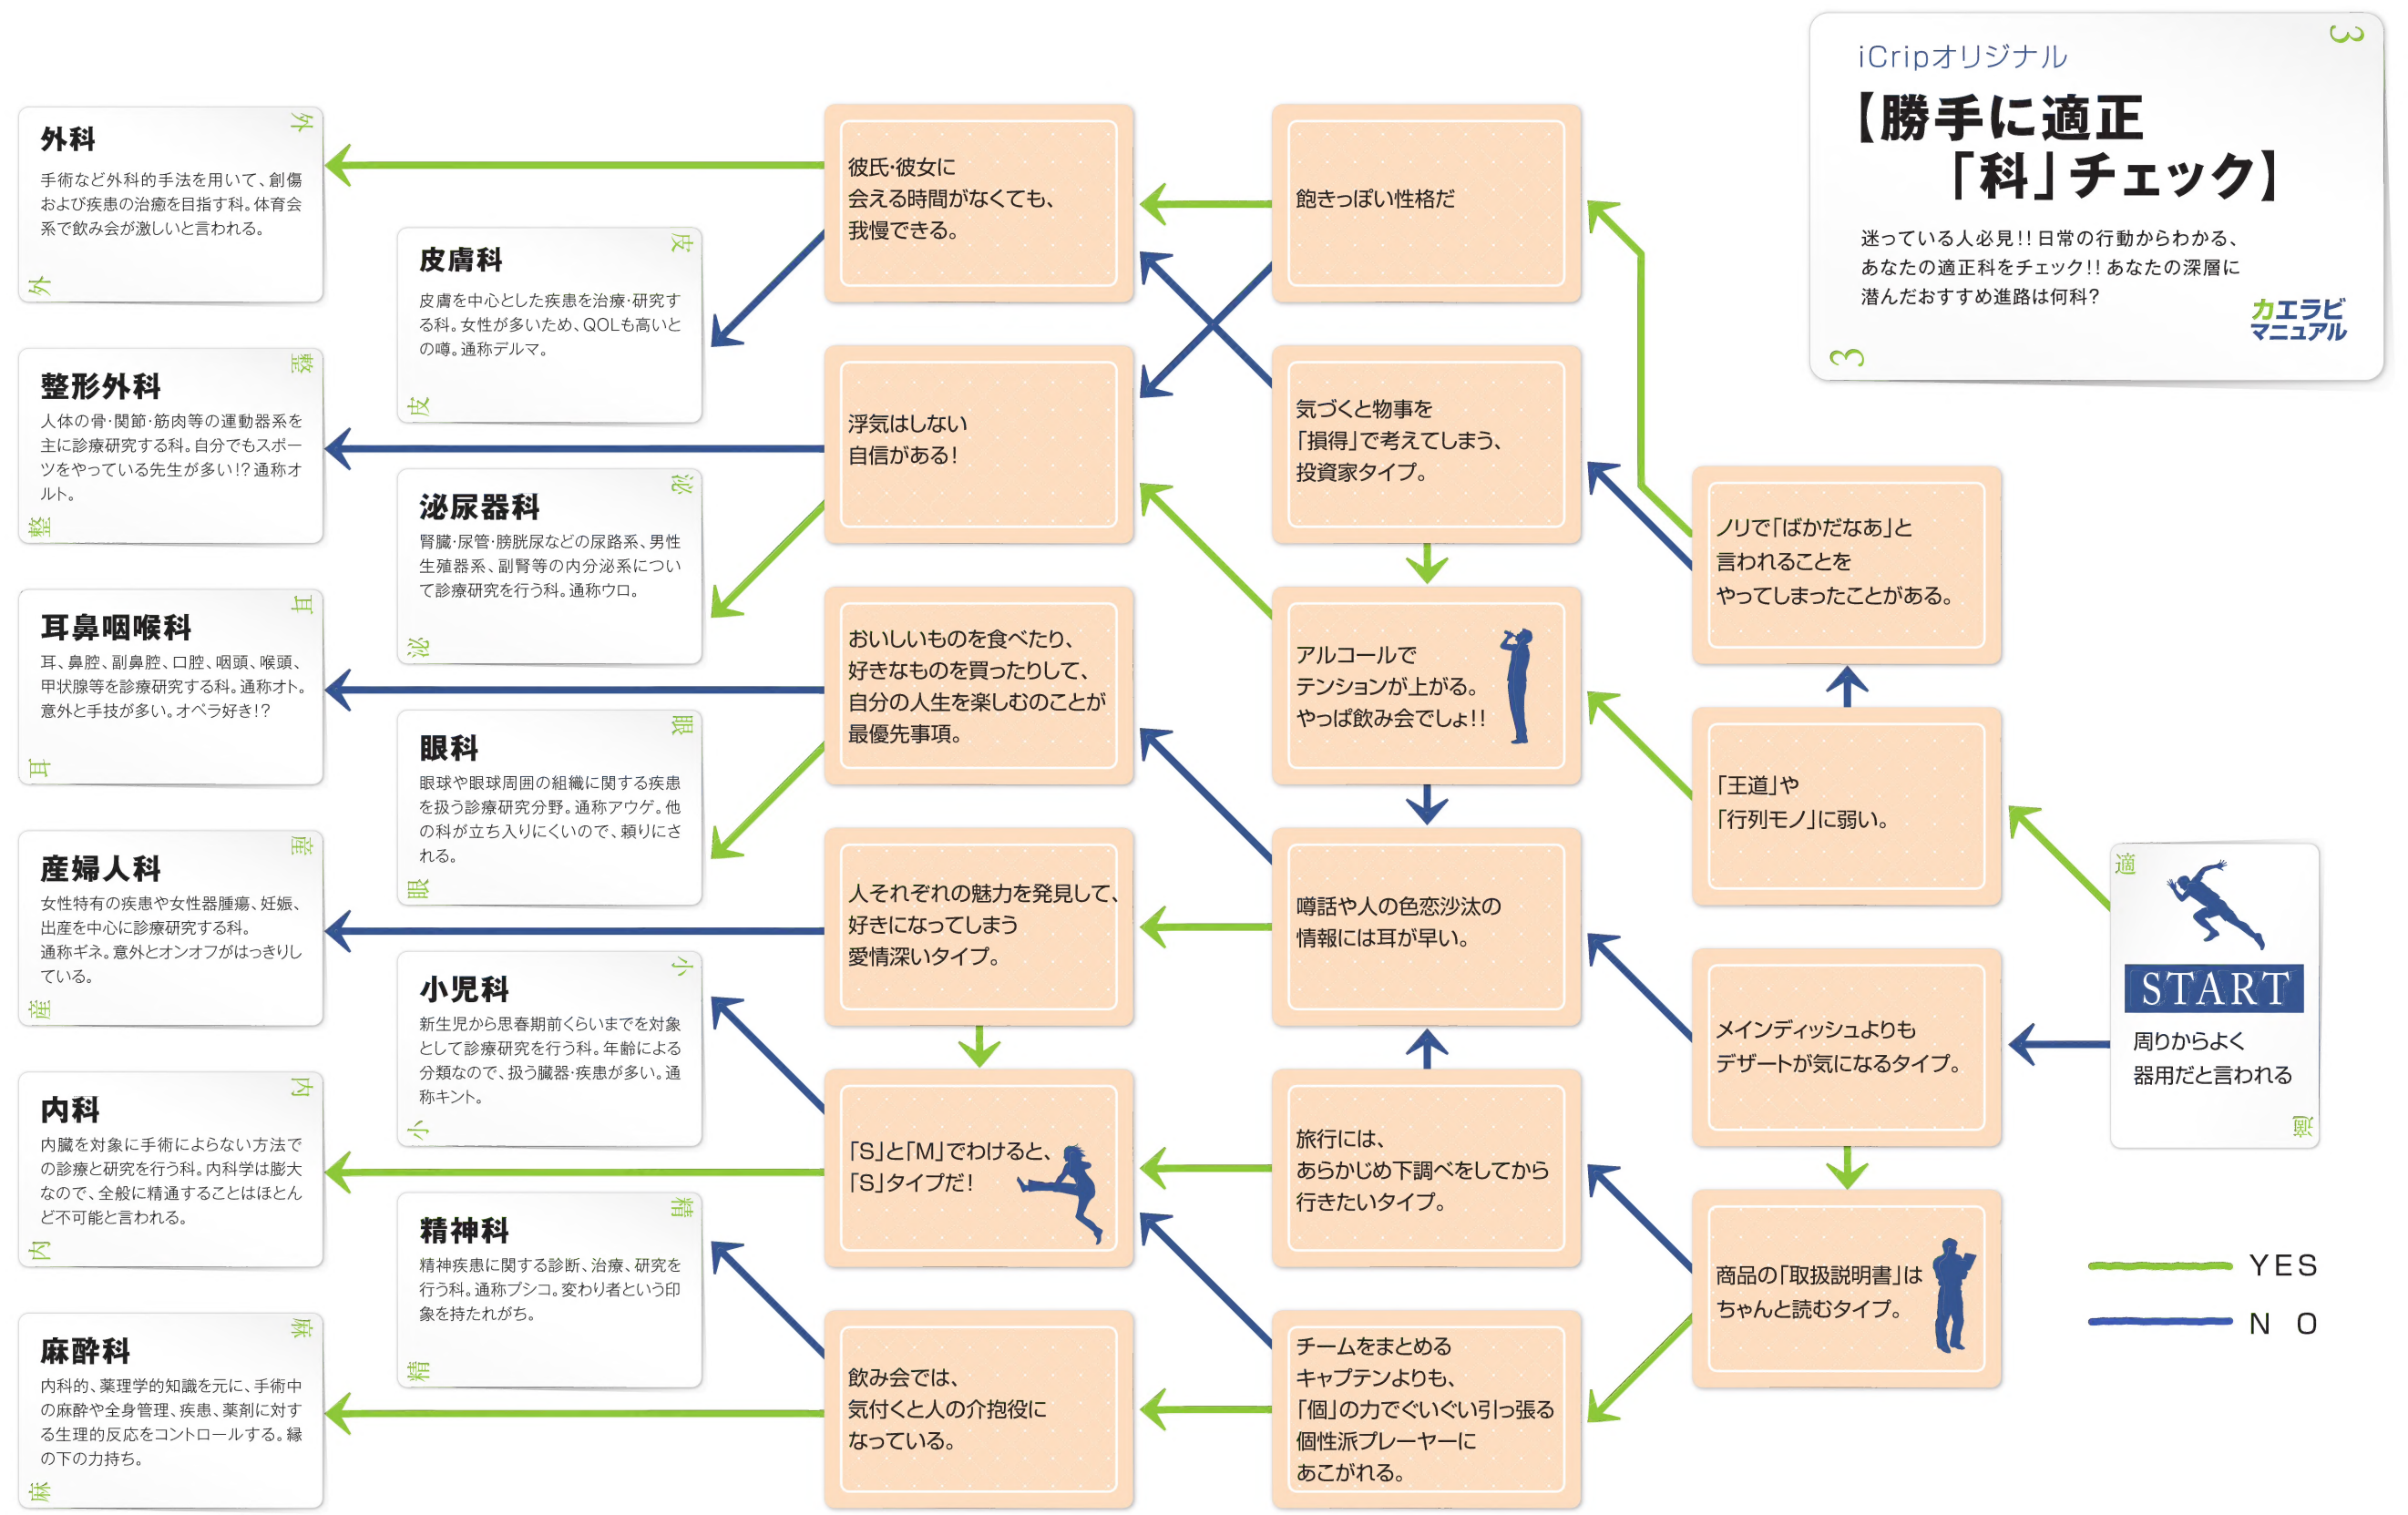 iCripオリジナル
【勝手に適正
「科」チェック】
迷っている人必見!! 日常の行動からわかる、
あなたの適正科をチェック!! あなたの深層に
潜んだおすすめ進路は何科?
カエラビ
マニュアル
3
3
適
START
周りからよく
器用だと言われる
適
YES
NO
ノリで「ばかだなあ」と
言われることを
やってしまったことがある。
「王道」や
「行列モノ」に弱い。
メインディッシュよりも
デザートが気になるタイプ。
商品の「取扱説明書」は
ちゃんと読むタイプ。
飽きっぽい性格だ
気づくと物事を
「損得」で考えてしまう、
投資家タイプ。
アルコールで
テンションが上がる。
やっぱ飲み会でしょ!!
噂話や人の色恋沙汰の
情報には耳が早い。
旅行には、
あらかじめ下調べをしてから
行きたいタイプ。
チームをまとめる
キャプテンよりも、
「個」の力でぐいぐい引っ張る
個性派プレーヤーに
あこがれる。
彼氏・彼女に
会える時間がなくても、
我慢できる。
浮気はしない
自信がある!
おいしいものを食べたり、
好きなものを買ったりして、
自分の人生を楽しむのことが
最優先事項。
人それぞれの魅力を発見して、
好きになってしまう
愛情深いタイプ。
「S」と「M」でわけると、
「S」タイプだ!
飲み会では、
気付くと人の介抱役に
なっている。
皮
皮膚科
皮膚を中心とした疾患を治療・研究す
る科。女性が多いため、QOLも高いと
の噂。通称デルマ。
皮
泌
泌尿器科
腎臓・尿管・膀胱尿などの尿路系、男性
生殖器系、副腎等の内分泌系につい
て診療研究を行う科。通称ウロ。
泌
眼
眼科
眼球や眼球周囲の組織に関する疾患
を扱う診療研究分野。通称アウゲ。他
の科が立ち入りにくいので、頼りにさ
れる。
眼
小
小児科
新生児から思春期前くらいまでを対象
として診療研究を行う科。年齢による
分類なので、扱う臓器・疾患が多い。通
称キント。
小
精
精神科
精神疾患に関する診断、治療、研究を
行う科。通称プシコ。変わり者という印
象を持たれがち。
精
外
外科
手術など外科的手法を用いて、創傷
および疾患の治癒を目指す科。体育会
系で飲み会が激しいと言われる。
外
整
整形外科
人体の骨・関節・筋肉等の運動器系を
主に診療研究する科。自分でもスポー
ツをやっている先生が多い!? 通称オ
ルト。
整
耳
耳鼻咽喉科
耳、鼻腔、副鼻腔、口腔、咽頭、喉頭、
甲状腺等を診療研究する科。通称オト。
意外と手技が多い。オペラ好き!?
耳
産
産婦人科
女性特有の疾患や女性器腫瘍、妊娠、
出産を中心に診療研究する科。
通称ギネ。意外とオンオフがはっきりし
ている。
産
内
内科
内臓を対象に手術によらない方法で
の診療と研究を行う科。内科学は膨大
なので、全般に精通することはほとん
ど不可能と言われる。
内
麻
麻酔科
内科的、薬理学的知識を元に、手術中
の麻酔や全身管理、疾患、薬剤に対す
る生理的反応をコントロールする。縁
の下の力持ち。
麻